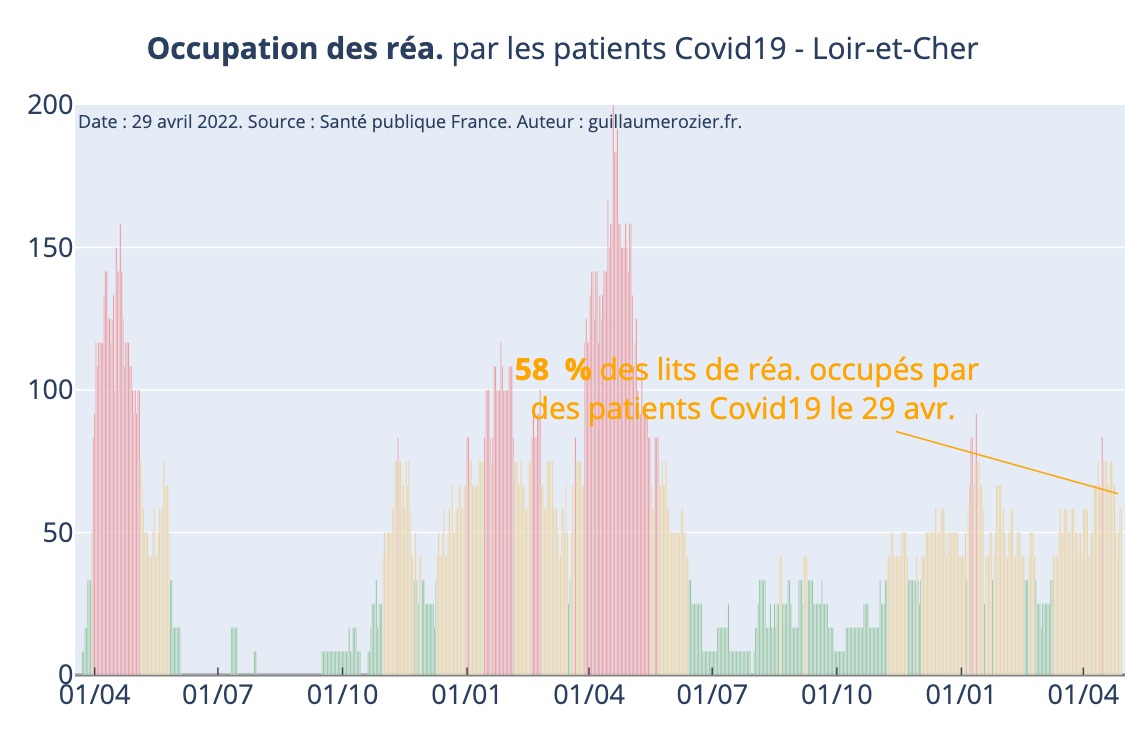 Occupation des réa. par les patients Covid19 - Loir-et-Cher
200
Date : 29 avril 2022. Source : Santé publique France. Auteur : guillaumerozier.fr.
150
58 % des lits de réa. occupés par
100
des patients Covid19 le 29 avr.
50
0
01/04 01/07 01/10 01/01 01/04 01/07 01/10 01/01 01/04